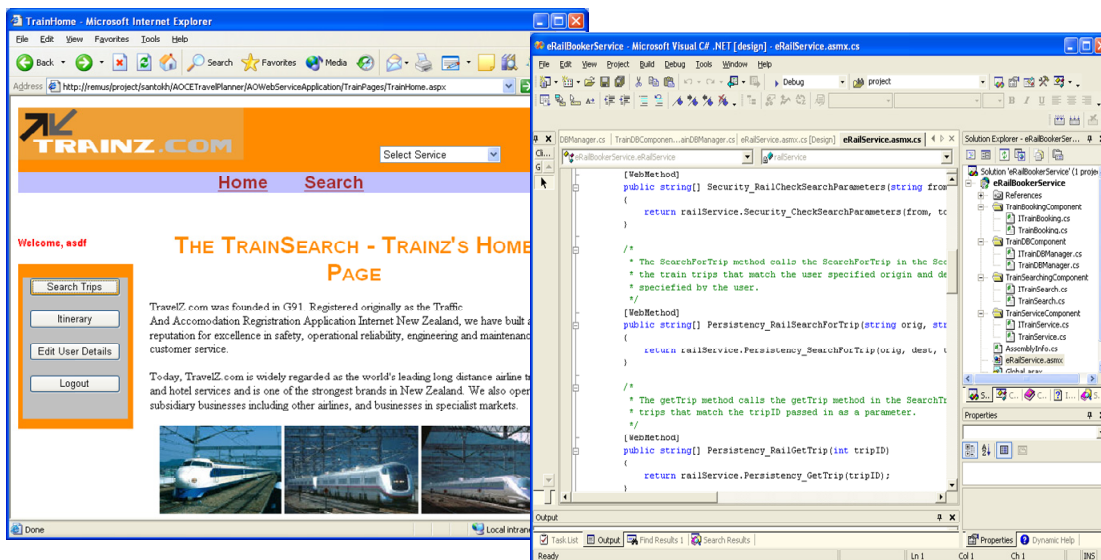 TrainHome - Microsoft Internet Explorer
File Edit View Favorites Tools Help
Back Search Favorites Media
Address http://remus/project/santokh/AOCETravelPlanner/AOWebServiceApplication/TrainPages/TrainHome.aspx
TRAINZ.COM
Select Service
Home Search
Welcome, asdf
THE TRAINSEARCH - TRAINZ'S HOME
PAGE
Search Trips
Itinerary
Edit User Details
Logout
TravelZ.com was founded in G91. Registered originally as the Traffic
And Accomodation Regristration Application Internet New Zealand, we have built a
reputation for excellence in safety, operational reliability, engineering and maintenanc
customer service.
Today, TravelZ.com is widely regarded as the world's leading long distance airline t
and hotel services and is one of the strongest brands in New Zealand. We also oper
subsidiary businesses including other airlines, and businesses in specialist markets.
Done Local intran
eRailBookerService - Microsoft Visual C# .NET [design] - eRailService.asmx.cs
File Edit View Project Build Debug Tools Window Help
Debug project
DBManager.cs | TrainDBComponent....ainDBManager.cs | eRailService.asmx.cs [Design] eRailService.asmx.cs
Cli...
G
eRailBookerService.eRailService railService
[WebMethod]
public string[] Security_RailCheckSearchParameters(string from
{
return railService.Security_CheckSearchParameters(from, to
}
/*
* The SearchForTrip method calls the SearchForTrip in the Sec
* the train trips that match the user specified origin and de
* speciefied by the user.
*/
[WebMethod]
public string[] Persistency_RailSearchForTrip(string orig, str
{
return railService.Persistency_SearchForTrip(orig, dest,
}
/*
* The getTrip method calls the getTrip method in the SearchTr
* trips that match the tripID passed in as a parameter.
*/
[WebMethod]
public string[] Persistency_RailGetTrip(int tripID)
{
return railService.Persistency_GetTrip(tripID);
}
Solution Explorer - eRailBookerSer...
Solution 'eRailBookerService' (1 proje
eRailBookerService
References
TrainBookingComponent
ITrainBooking.cs
TrainBooking.cs
TrainDBComponent
ITrainDBManager.cs
TrainDBManager.cs
TrainSearchingComponent
ITrainSearch.cs
TrainSearch.cs
TrainServiceComponent
ITrainService.cs
TrainService.cs
AssemblyInfo.cs
eRailService.asmx
Global.asax
S.. C... C... I... S.
Properties
Output
Task List Output Find Results 1 Search Results
Properties Dynamic Help
Ready Ln 1 Col 1 Ch 1 INS